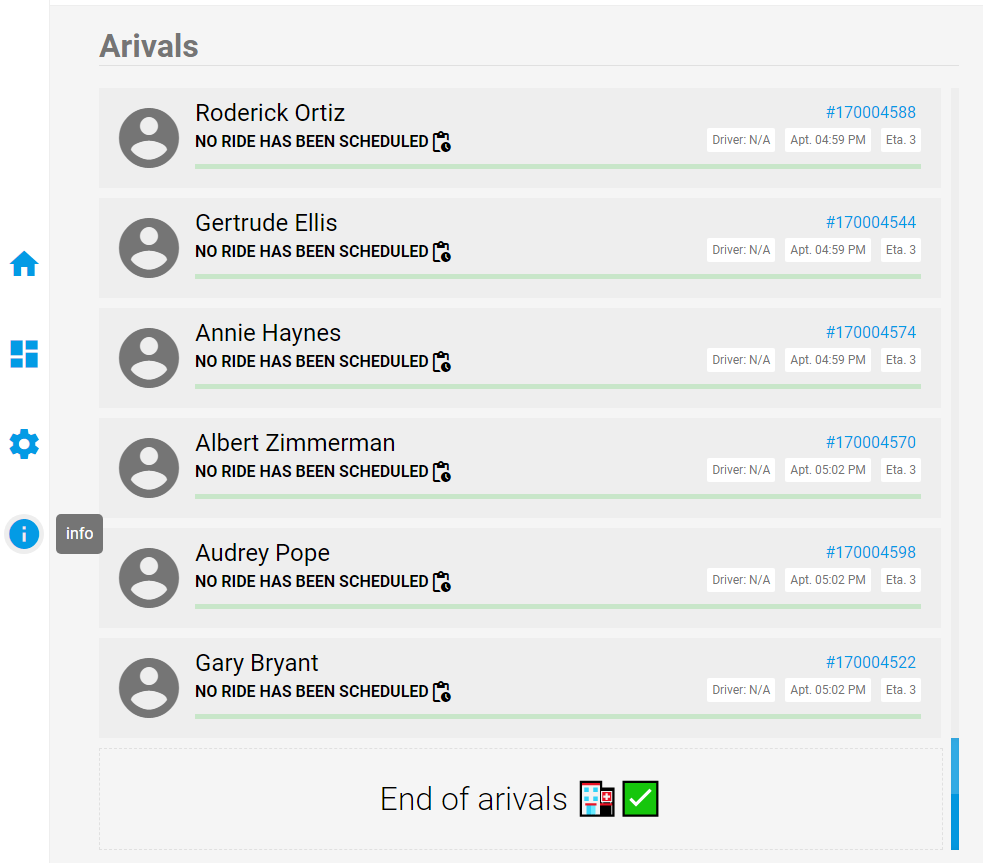 Arivals
Roderick Ortiz
#170004588
NO RIDE HAS BEEN SCHEDULED
Driver: N/A Apt. 04:59 PM Eta. 3
Gertrude Ellis
#170004544
NO RIDE HAS BEEN SCHEDULED
Driver: N/A Apt. 04:59 PM Eta. 3
Annie Haynes
#170004574
NO RIDE HAS BEEN SCHEDULED
Driver: N/A Apt. 04:59 PM Eta. 3
Albert Zimmerman
#170004570
NO RIDE HAS BEEN SCHEDULED
Driver: N/A Apt. 05:02 PM Eta. 3
info
Audrey Pope
#170004598
NO RIDE HAS BEEN SCHEDULED
Driver: N/A Apt. 05:02 PM Eta. 3
Gary Bryant
#170004522
NO RIDE HAS BEEN SCHEDULED
Driver: N/A Apt. 05:02 PM Eta. 3
End of arivals